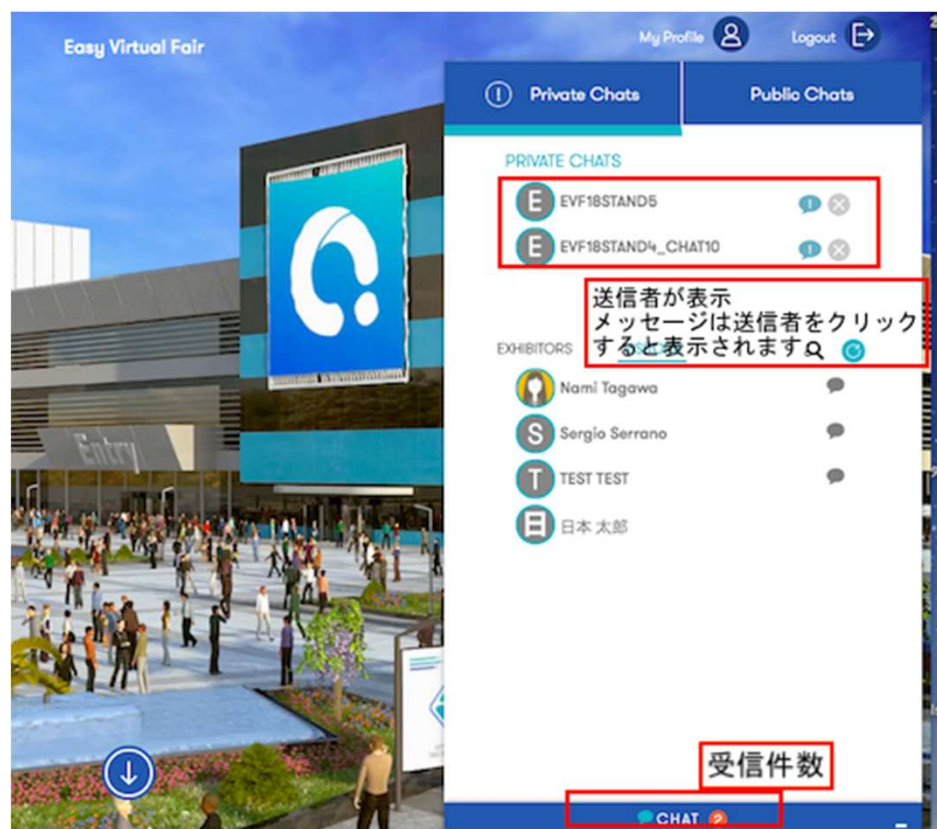 Easy Virtual Fair
My Profile
Logout
Private Chats
Public Chats
PRIVATE CHATS
E EVF18STAND5
E EVF18STAND4_CHAT10
送信者が表示
メッセージは送信者をクリック
すると表示されます。
EXHIBITORS
Nami Tagawa
S Sergio Serrano
T TEST TEST
日 日本 太郎
Entry
受信件数
CHAT 2